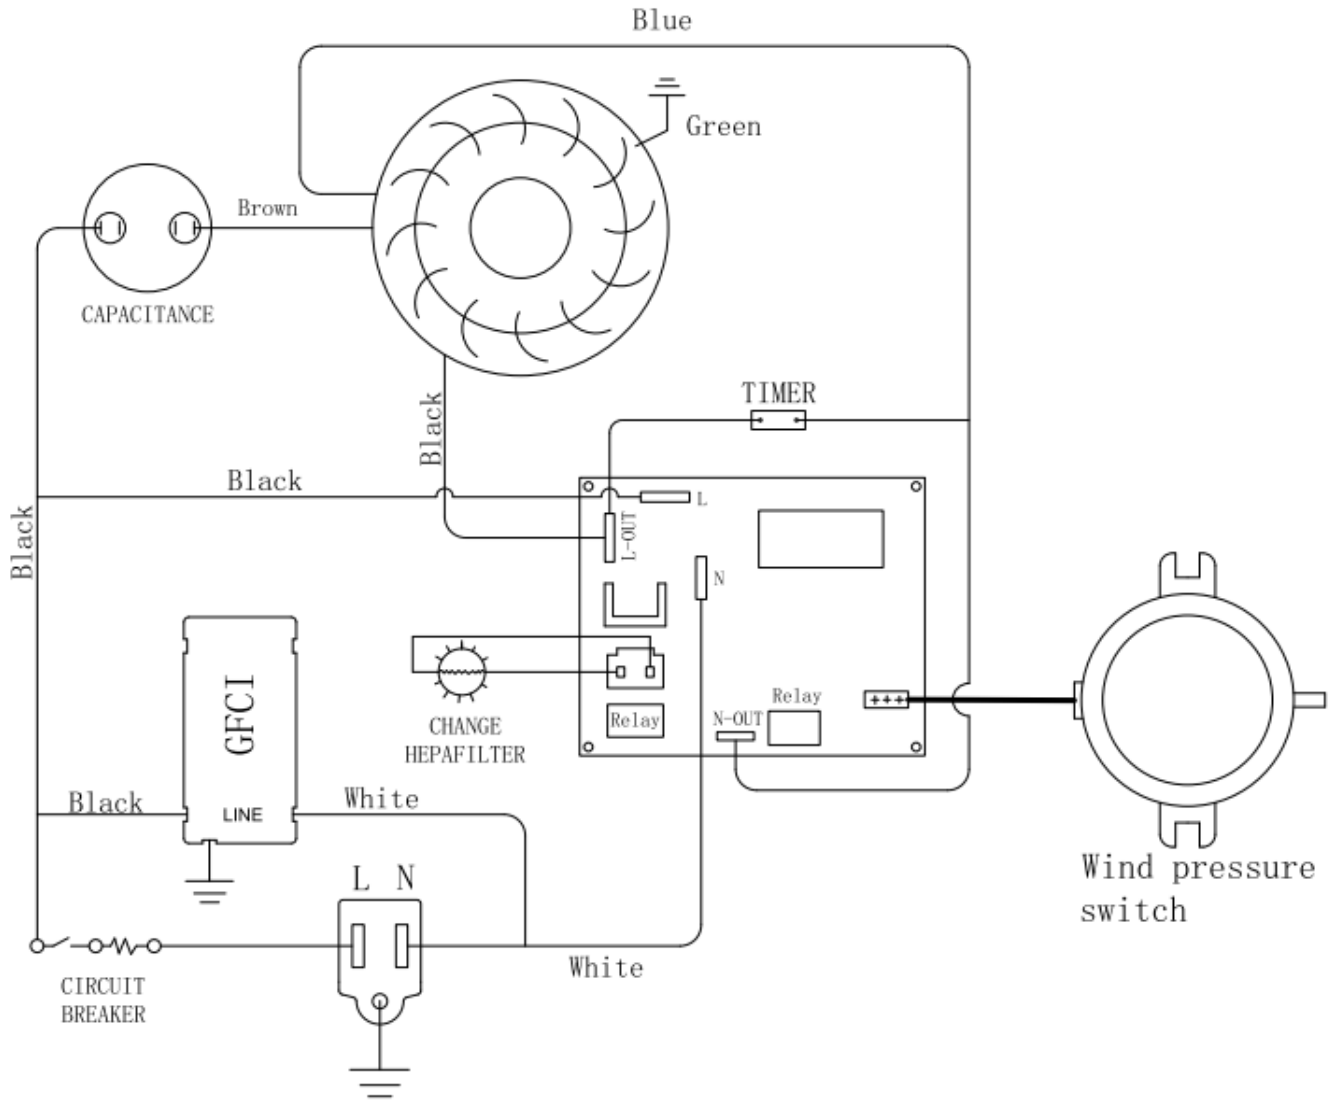 Blue
Green
Brown
CAPACITANCE
TIMER
Black
Black
L
L-OUT
Black
N
GFCI
Relay
CHANGE
HEPAFILTER
Relay
N-OUT
+++
Black
LINE
White
L N
Wind pressure
switch
White
CIRCUIT
BREAKER